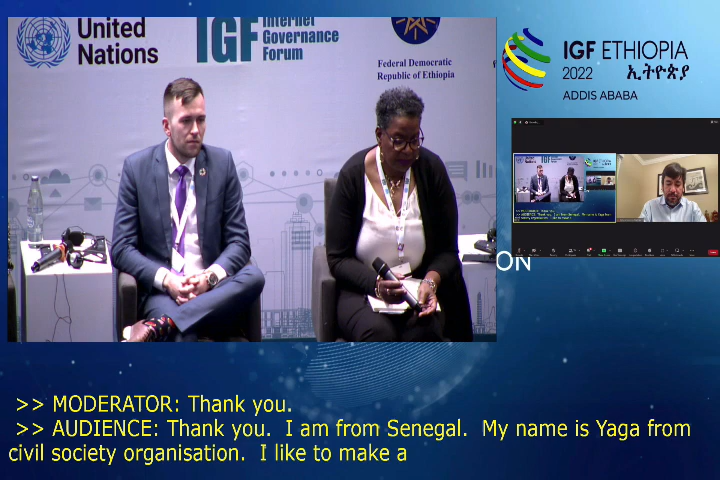 United
Nations
IGF
Internet
Governance
Forum
Federal Democratic
Republic of Ethiopia
IGF ETHIOPIA
2022 ኢትዮጵያ
ADDIS ABABA
ON
>> MODERATOR: Thank you.
>> AUDIENCE: Thank you. I am from Senegal. My name is Yaga from
civil society organisation. I like to make a